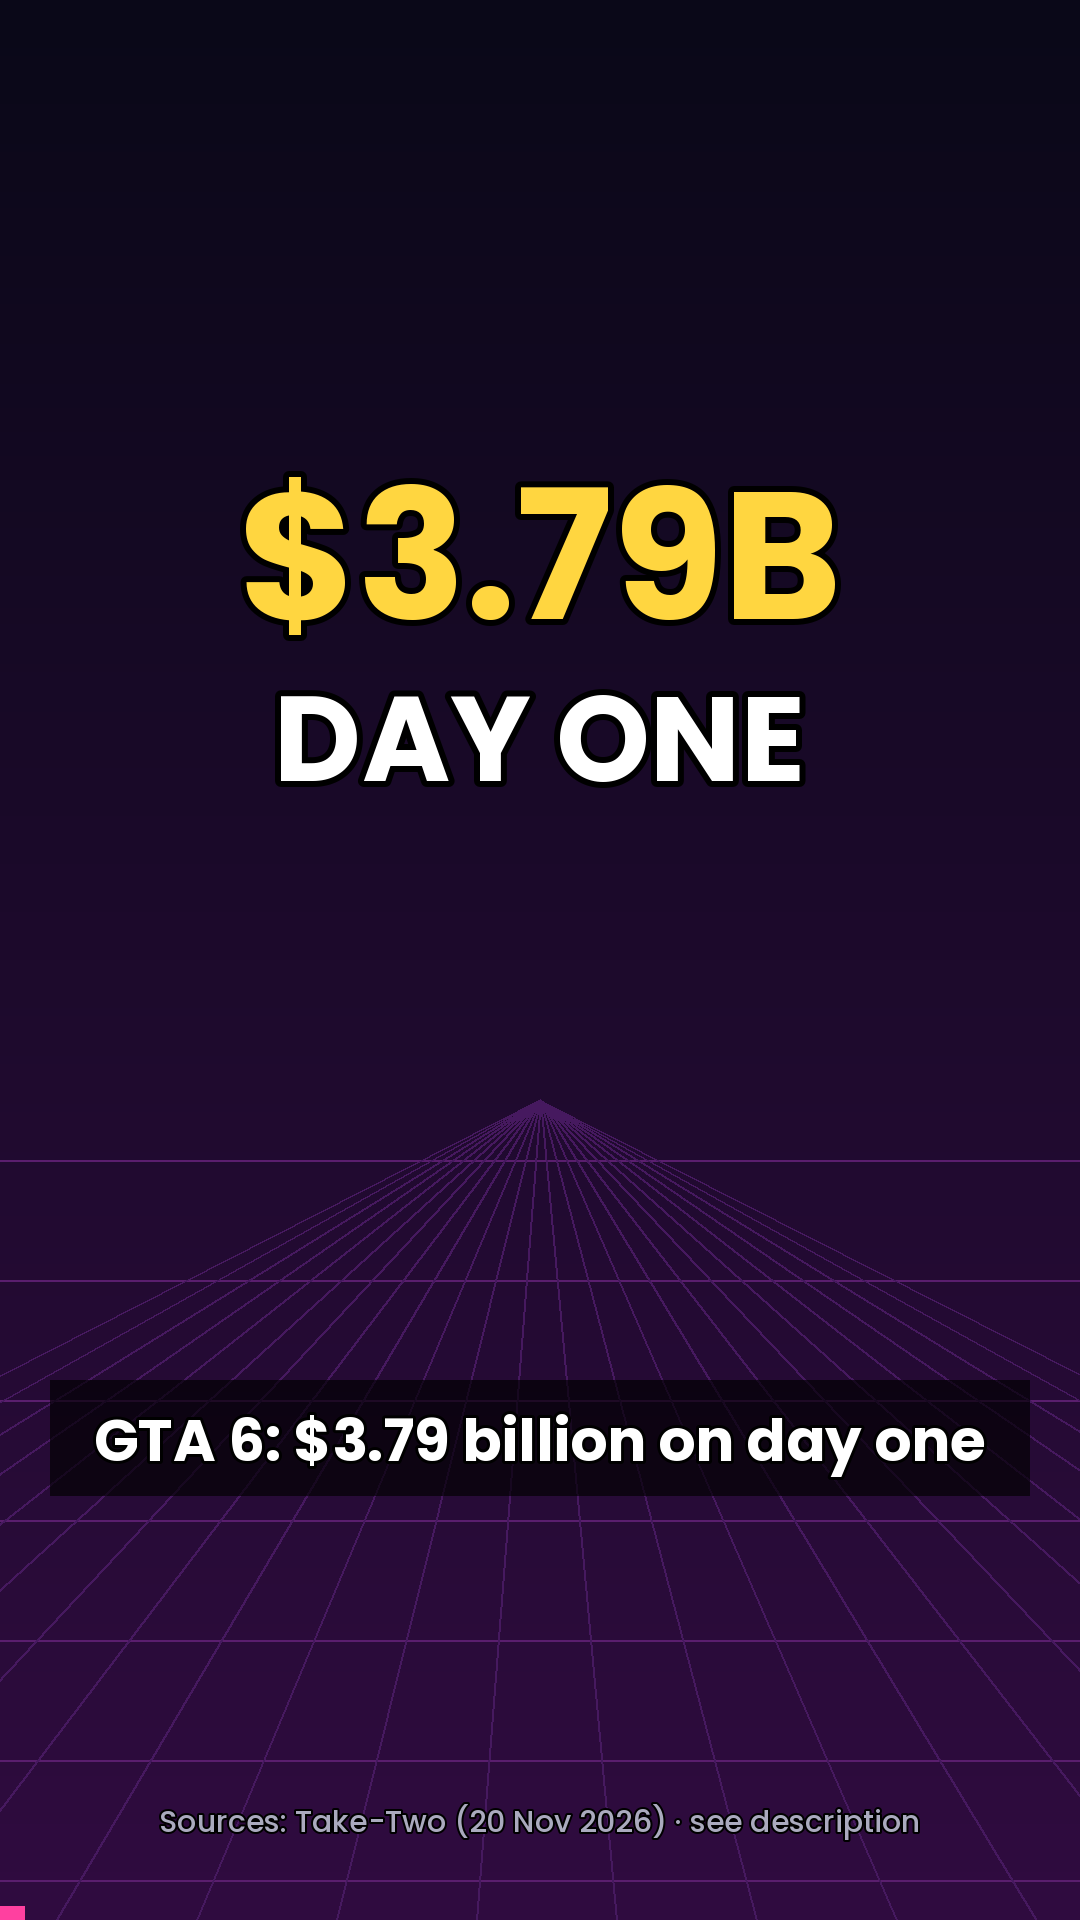 $3.79B
DAY ONE
GTA 6: $3.79 billion on day one
Sources: Take-Two (20 Nov 2026) · see description